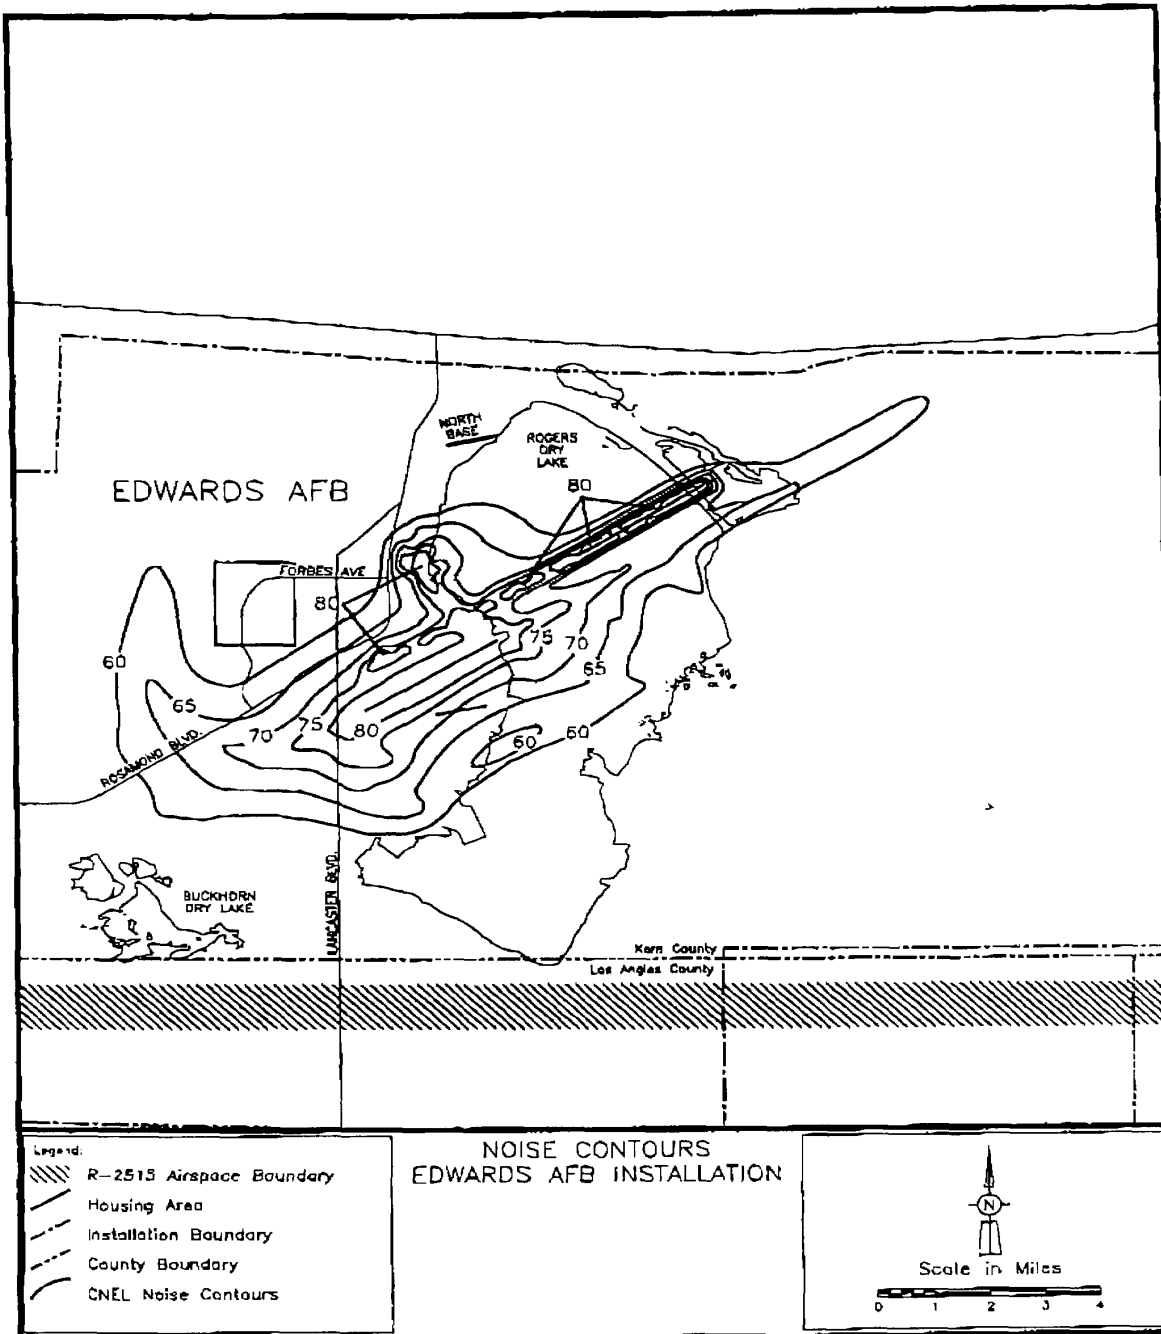 NORTH
BASE
ROGERS
DRY
LAKE
80
EDWARDS AFB
FORBES AVE
80
60
75
70
65
65
70
75
80
60
60
ROSAMOND BLVD.
LANCASTER BLVD.
BUCKHORN
DRY LAKE
Kern County
Los Angles County
Legend:
R-2515 Airspace Boundary
Housing Area
Installation Boundary
County Boundary
CNEL Noise Contours
NOISE CONTOURS
EDWARDS AFB INSTALLATION
N
Scale in Miles
0 1 2 3 4